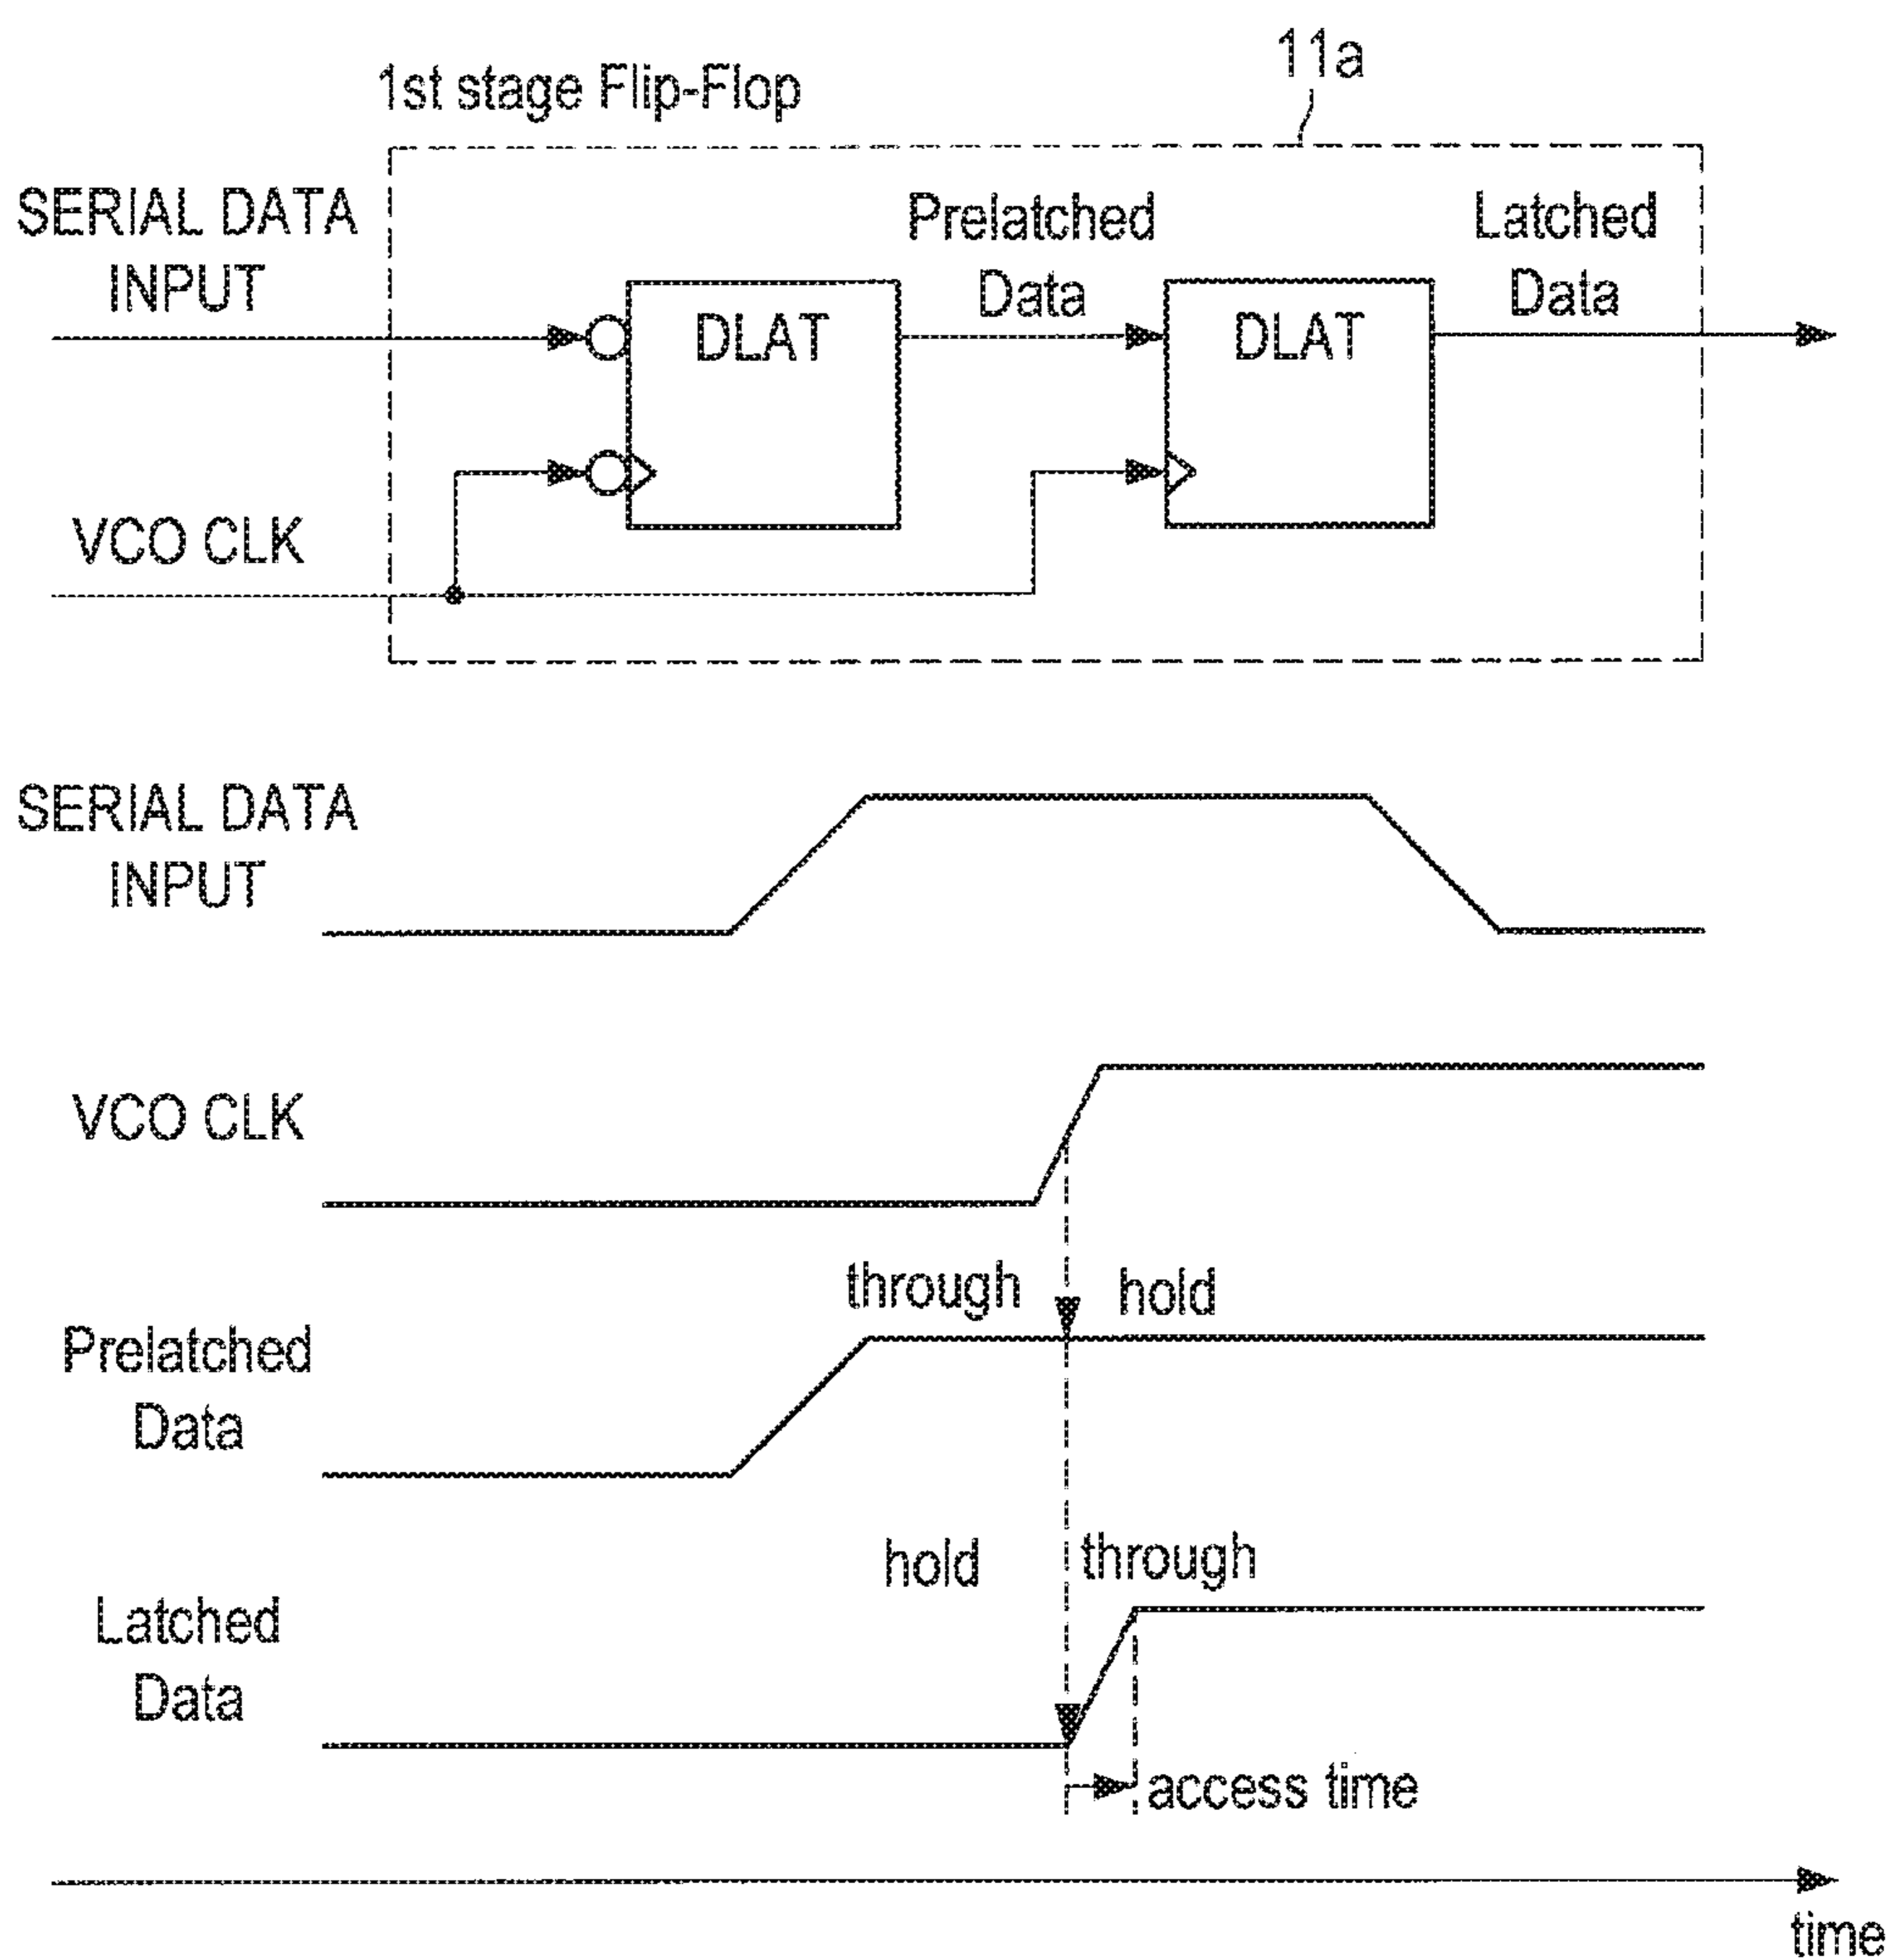 11a
1st stage Flip-Flop
SERIAL DATA
INPUT
Prelatched
Data
Latched
Data
DLAT
DLAT
VCO CLK
SERIAL DATA
INPUT
VCO CLK
through
hold
Prelatched
Data
hold
through
Latched
Data
access time
time